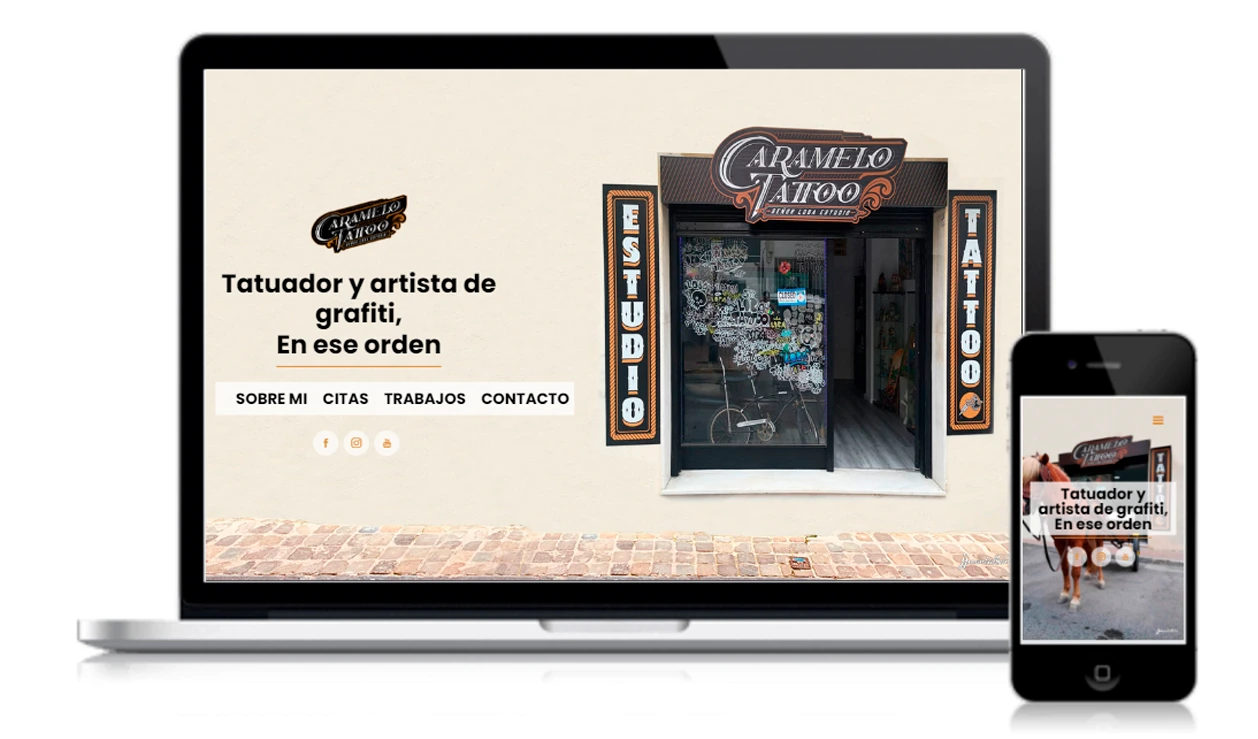 CARAMELO
TATTOO
Tatuador y artista de
grafiti,
En ese orden
SOBRE MI CITAS TRABAJOS CONTACTO
CARAMELO
TATTOO
SEÑOR LOBA ESTUDIO
ESTUDIO
TATTOO
CARAMELO
TATTOO
Tatuador y
artista de grafiti,
En ese orden